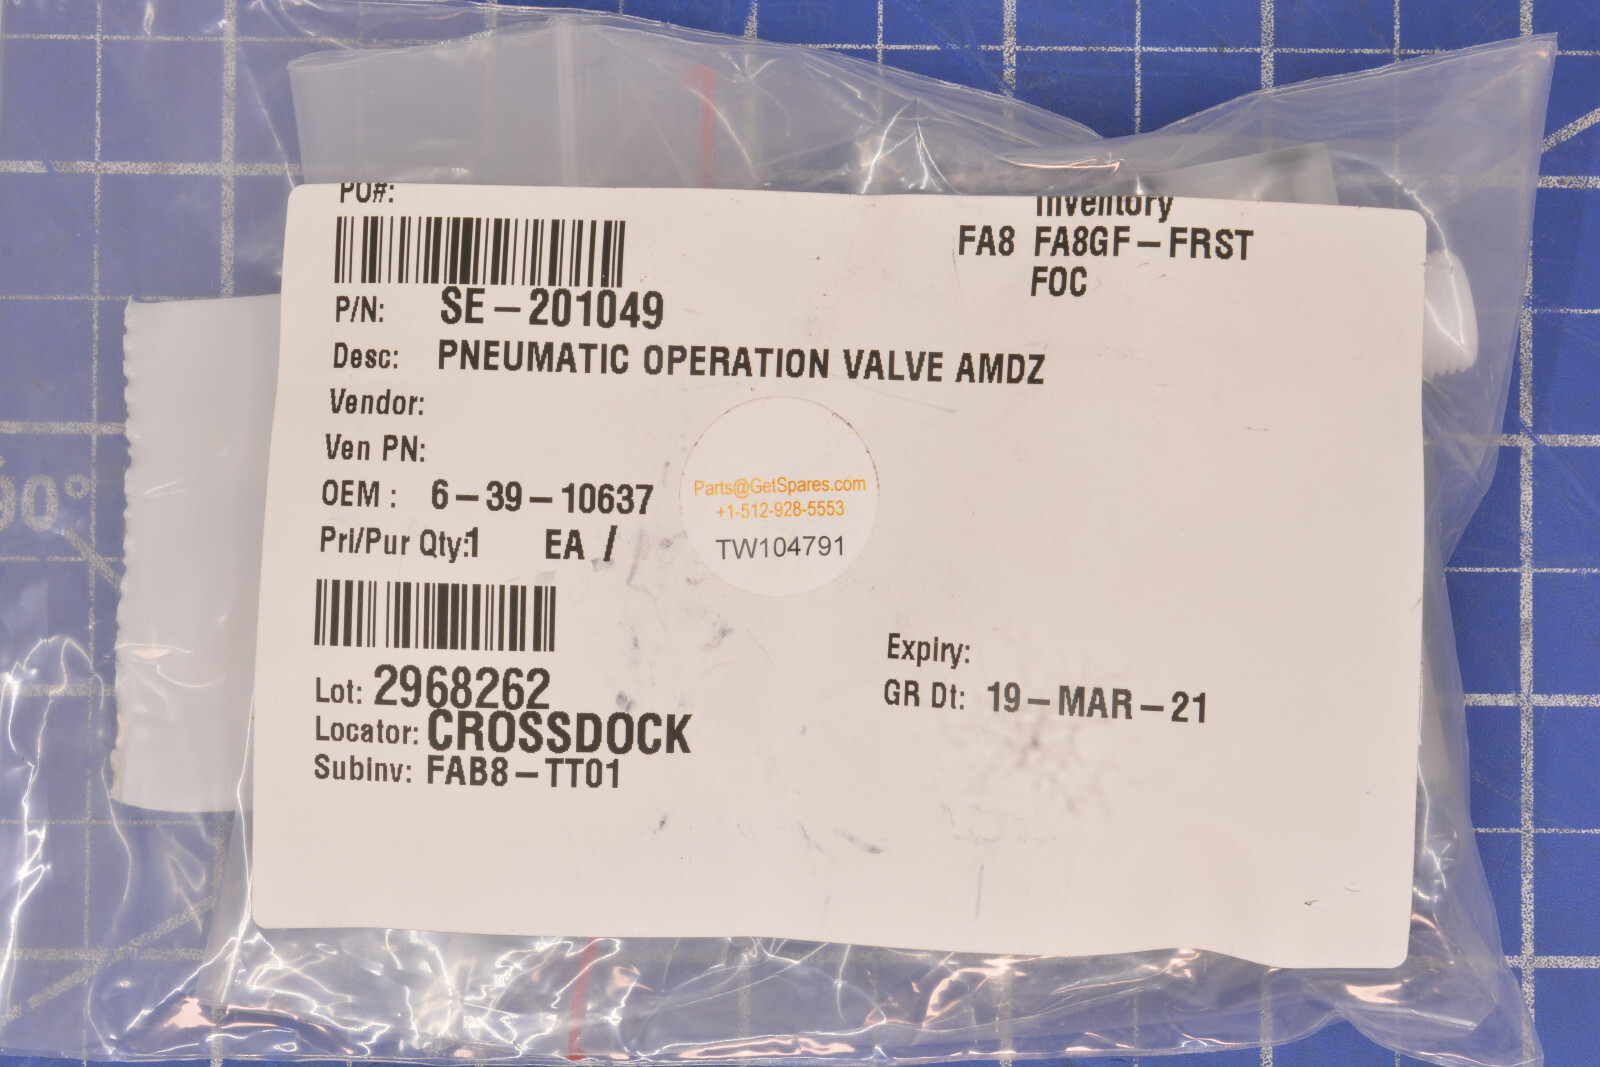 PO#:
Inventory
FA8 FA8GF-FRST
FOC
P/N: SE-201049
Desc: PNEUMATIC OPERATION VALVE AMDZ
Vendor:
Ven PN:
OEM : 6-39-10637
Pri/Pur Qty:1 EA /
Parts@GetSpares.com
+1-512-928-5553
TW104791
Lot: 2968262
Locator: CROSSDOCK
SubInv: FAB8-TT01
Expiry:
GR Dt: 19-MAR-21
90°